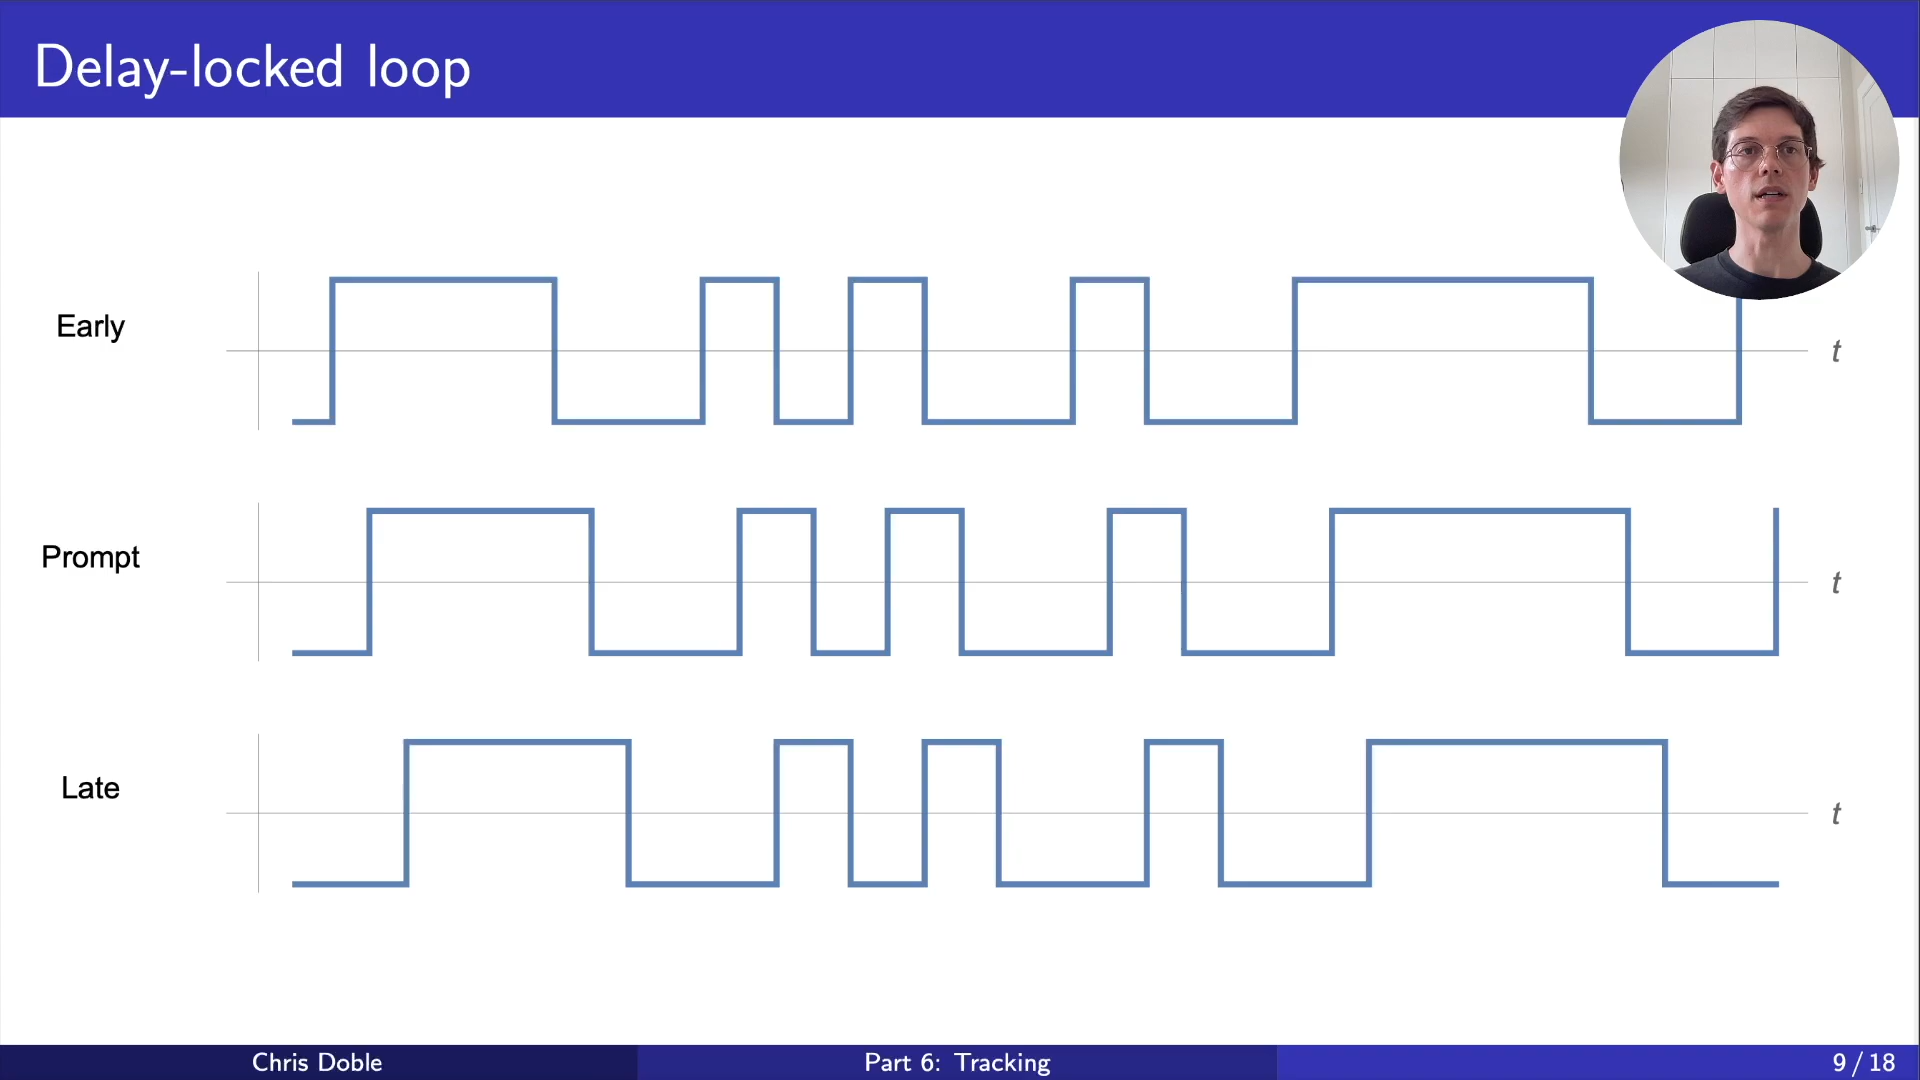 Delay-locked loop
Early
t
Prompt
t
Late
t
Chris Doble
Part 6: Tracking
9 / 18